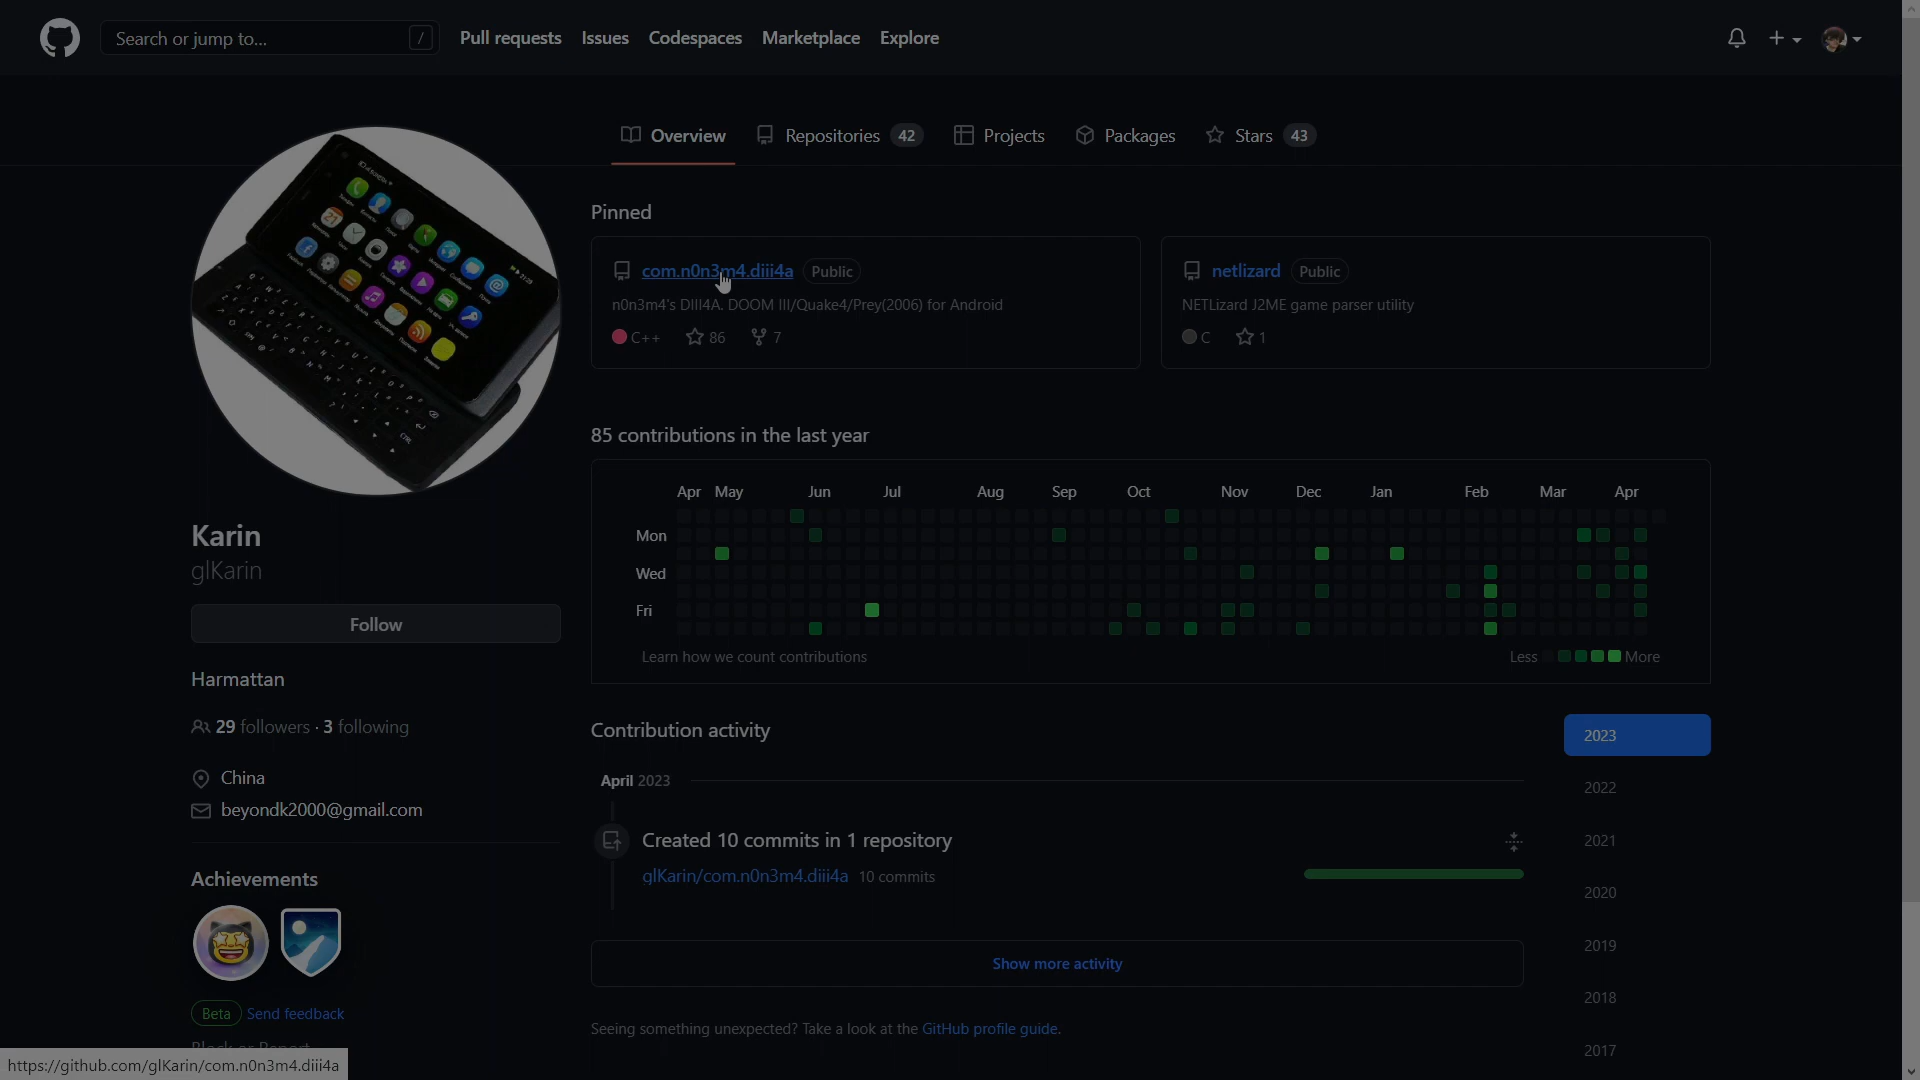 Search or jump to...
/
Pull requests
Issues
Codespaces
Marketplace
Explore
Overview
Repositories 42
Projects
Packages
Stars 43
Pinned
com.n0n3m4.diii4a Public
n0n3m4's DIII4A. DOOM III/Quake4/Prey(2006) for Android
C++ 86 7
netlizard Public
NETLizard J2ME game parser utility
C 1
85 contributions in the last year
Apr May Jun Jul Aug Sep Oct Nov Dec Jan Feb Mar Apr
Mon
Wed
Fri
Learn how we count contributions
Less More
Karin
glKarin
Follow
Harmattan
29 followers · 3 following
China
beyondk2000@gmail.com
Achievements
Beta Send feedback
Block or Report
Contribution activity
April 2023
Created 10 commits in 1 repository
glKarin/com.n0n3m4.diii4a 10 commits
Show more activity
Seeing something unexpected? Take a look at the GitHub profile guide.
2023
2022
2021
2020
2019
2018
2017
https://github.com/glKarin/com.n0n3m4.diii4a